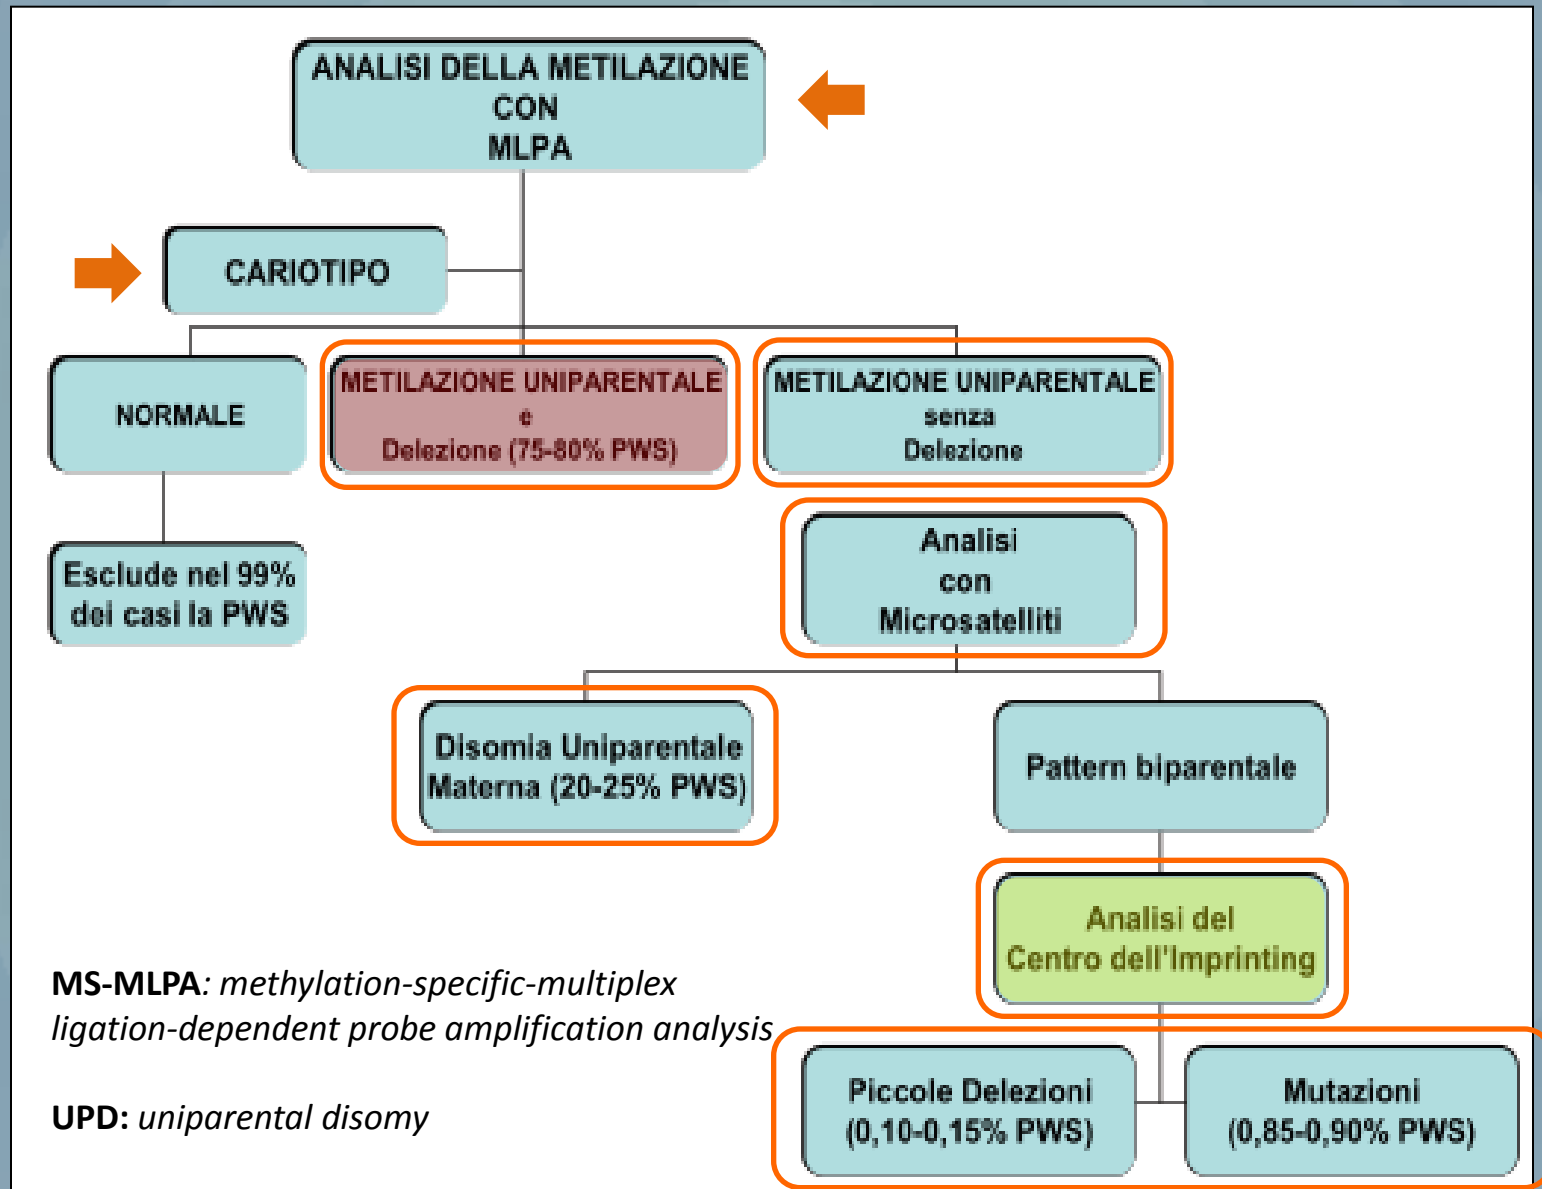 ANALISI DELLA METILAZIONE
CON
MLPA
CARIOTIPO
NORMALE
METILAZIONE UNIPARENTALE
e
Delezione (75-80% PWS)
METILAZIONE UNIPARENTALE
senza
Delezione
Esclude nel 99%
dei casi la PWS
Analisi
con
Microsatelliti
Disomia Uniparentale
Materna (20-25% PWS)
Pattern biparentale
Analisi del
Centro dell'Imprinting
MS-MLPA: methylation-specific-multiplex
ligation-dependent probe amplification analysis
UPD: uniparental disomy
Piccole Delezioni
(0,10-0,15% PWS)
Mutazioni
(0,85-0,90% PWS)